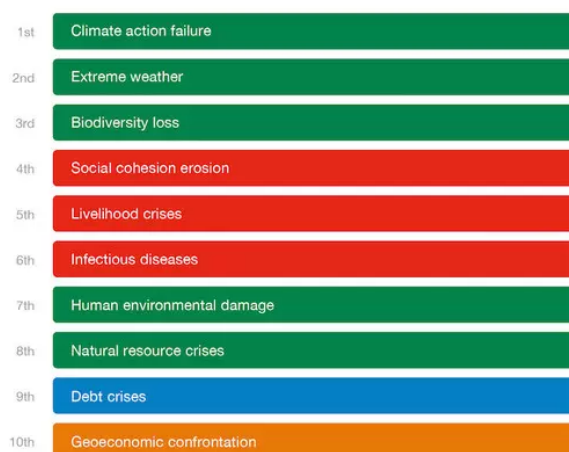 1st Climate action failure
2nd Extreme weather
3rd Biodiversity loss
4th Social cohesion erosion
5th Livelihood crises
6th Infectious diseases
7th Human environmental damage
8th Natural resource crises
9th Debt crises
10th Geoeconomic confrontation